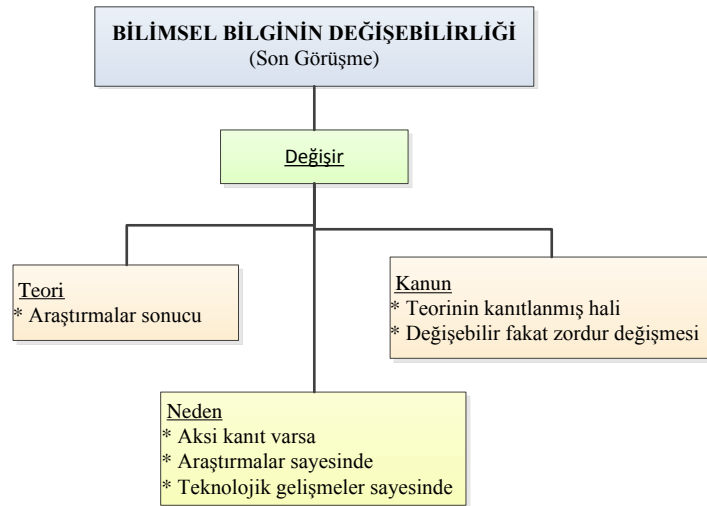 BİLİMSEL BİLGİNİN DEĞİŞEBİLİRLİĞİ
(Son Görüşme)
Değişir
Teori
* Araştırmalar sonucu
Kanun
* Teorinin kanıtlanmış hali
* Değişebilir fakat zordur değişmesi
Neden
* Aksi kanıt varsa
* Araştırmalar sayesinde
* Teknolojik gelişmeler sayesinde